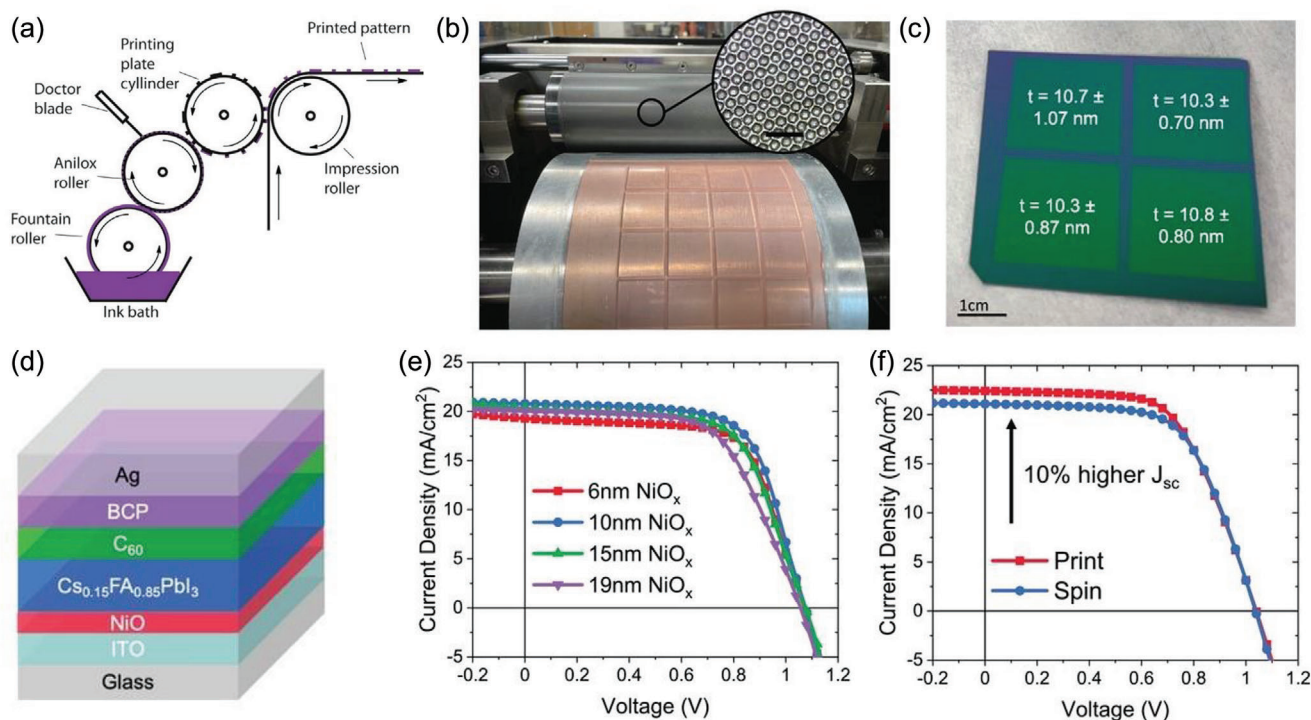 (a)
Printing
plate
cyllinder
Printed pattern
Doctor
blade
Anilox
roller
Impression
roller
Fountain
roller
Ink bath
(b)
(c)
t = 10.7 ±
1.07 nm
t = 10.3 ±
0.70 nm
t = 10.3 ±
0.87 nm
t = 10.8 ±
0.80 nm
1cm
(d)
Ag
BCP
C₆₀
Cs₀.₁₅FA₀.₈₅PbI₃
NiO
ITO
Glass
(e)
Current Density (mA/cm²)
25
20
15
10
5
0
-5
6nm NiOₓ
10nm NiOₓ
15nm NiOₓ
19nm NiOₓ
-0.2 0 0.2 0.4 0.6 0.8 1 1.2
Voltage (V)
(f)
Current Density (mA/cm²)
25
20
15
10
5
0
-5
10% higher Jsc
Print
Spin
-0.2 0 0.2 0.4 0.6 0.8 1 1.2
Voltage (V)